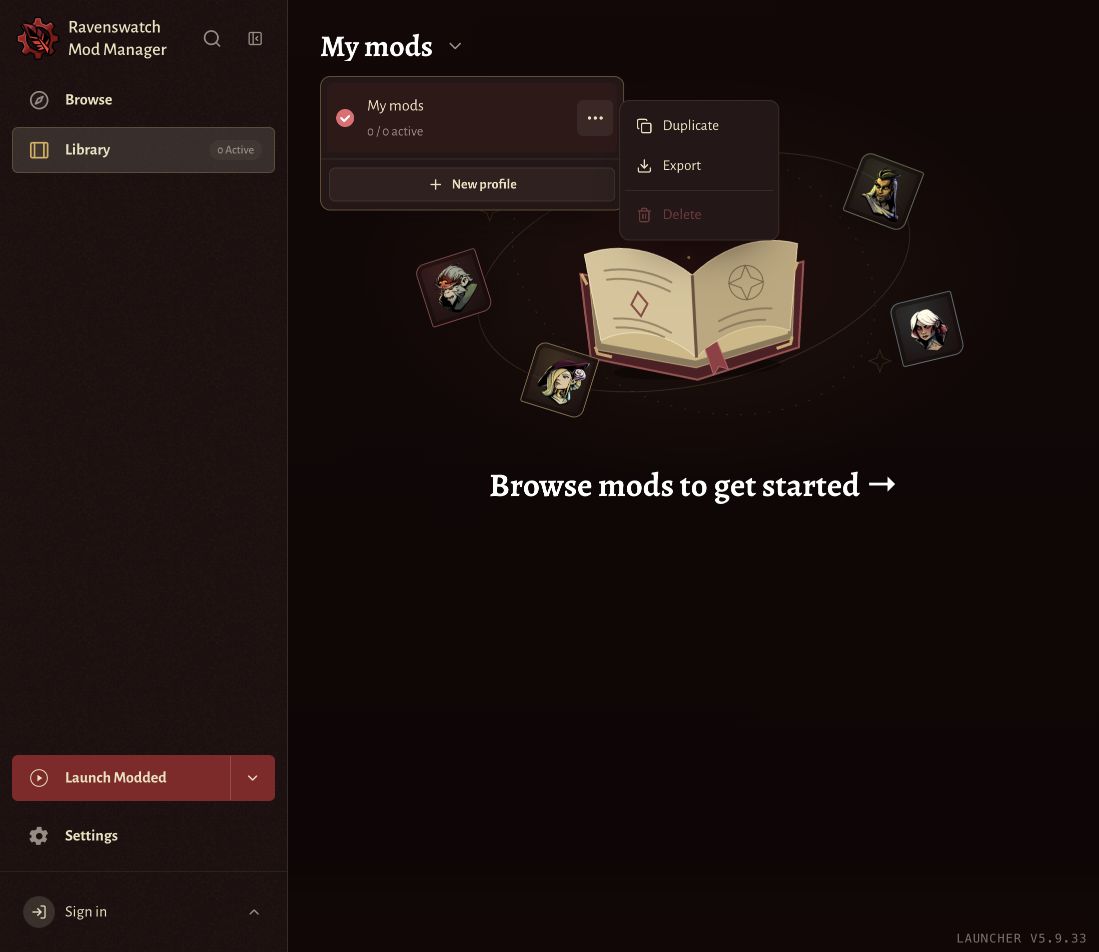 Ravenswatch
Mod Manager
Browse
Library
0 Active
Launch Modded
Settings
Sign in
My mods
My mods
0 / 0 active
New profile
Duplicate
Export
Delete
Browse mods to get started →
LAUNCHER V5.9.33